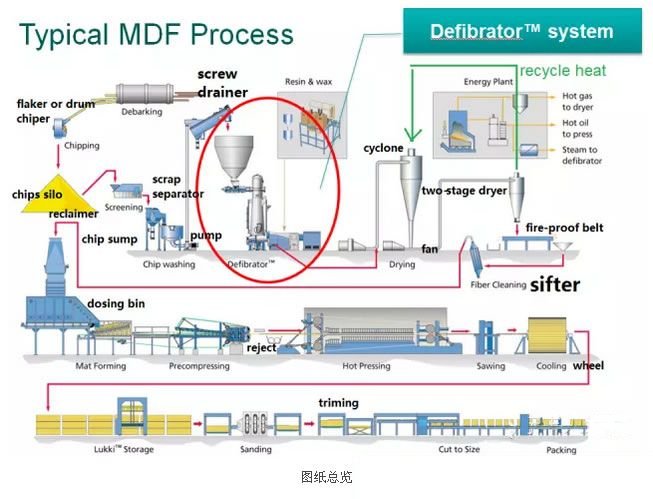 Typical MDF Process
Defibrator™ system
recycle heat
screw
drainer
Resin & wax
Energy Plant
Hot gas
to dryer
Hot oil
to press
Steam to
defibrator
flaker or drum
chiper
Debarking
Chipping
cyclone
two stage dryer
chips silo
reclaimer
Screening
scrap
separator
chip sump
pump
Chip washing
Defibrator™
fan
Drying
fire-proof belt
Fiber Cleaning
sifter
dosing bin
Mat Forming
Precompressing
reject
Hot Pressing
Sawing
Cooling
wheel
triming
Lukki™ Storage
Sanding
Cut to Size
Packing
图纸总览